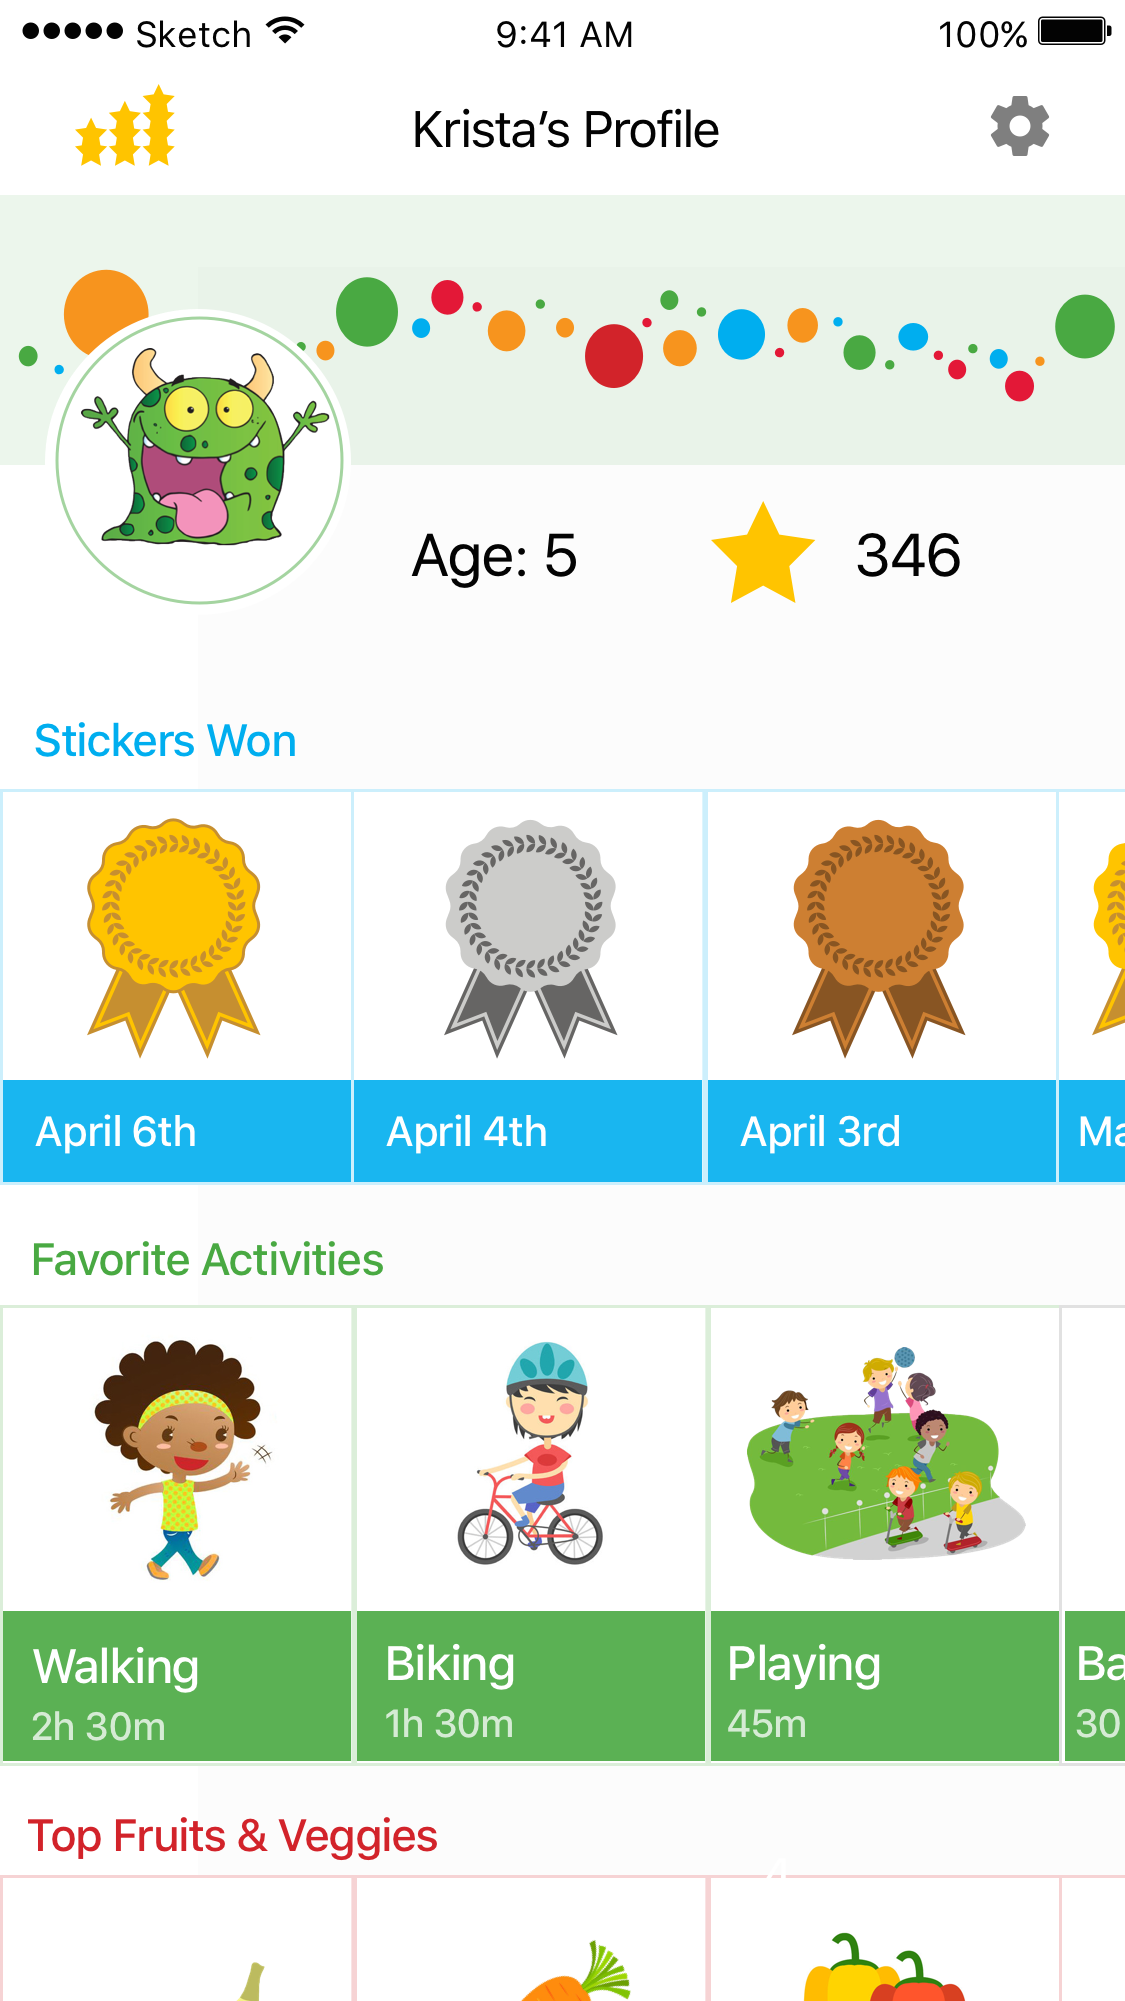 Sketch 9:41 AM 100%
Krista's Profile
Age: 5 346
Stickers Won
April 6th April 4th April 3rd Ma
Favorite Activities
Walking Biking Playing Ba
2h 30m 1h 30m 45m 30
Top Fruits & Veggies